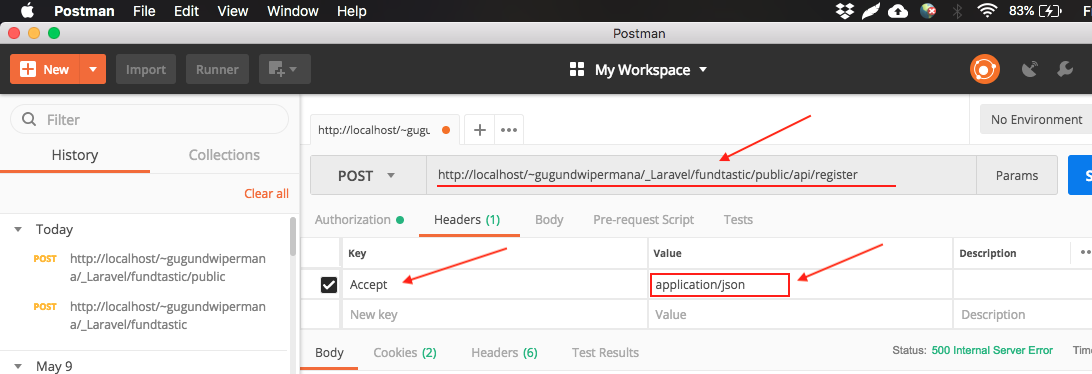 Postman File Edit View Window Help 83%
Postman
New Import Runner My Workspace
Filter
History Collections
Clear all
Today
POST http://localhost/~gugundwiperman
a/_Laravel/fundtastic/public
POST http://localhost/~gugundwiperman
a/_Laravel/fundtastic
May 9
http://localhost/~gugu
No Environment
POST http://localhost/~gugundwipermana/_Laravel/fundtastic/public/api/register Params S
Authorization Headers (1) Body Pre-request Script Tests
Key Value Description
Accept application/json
New key Value Description
Body Cookies (2) Headers (6) Test Results Status: 500 Internal Server Error Time